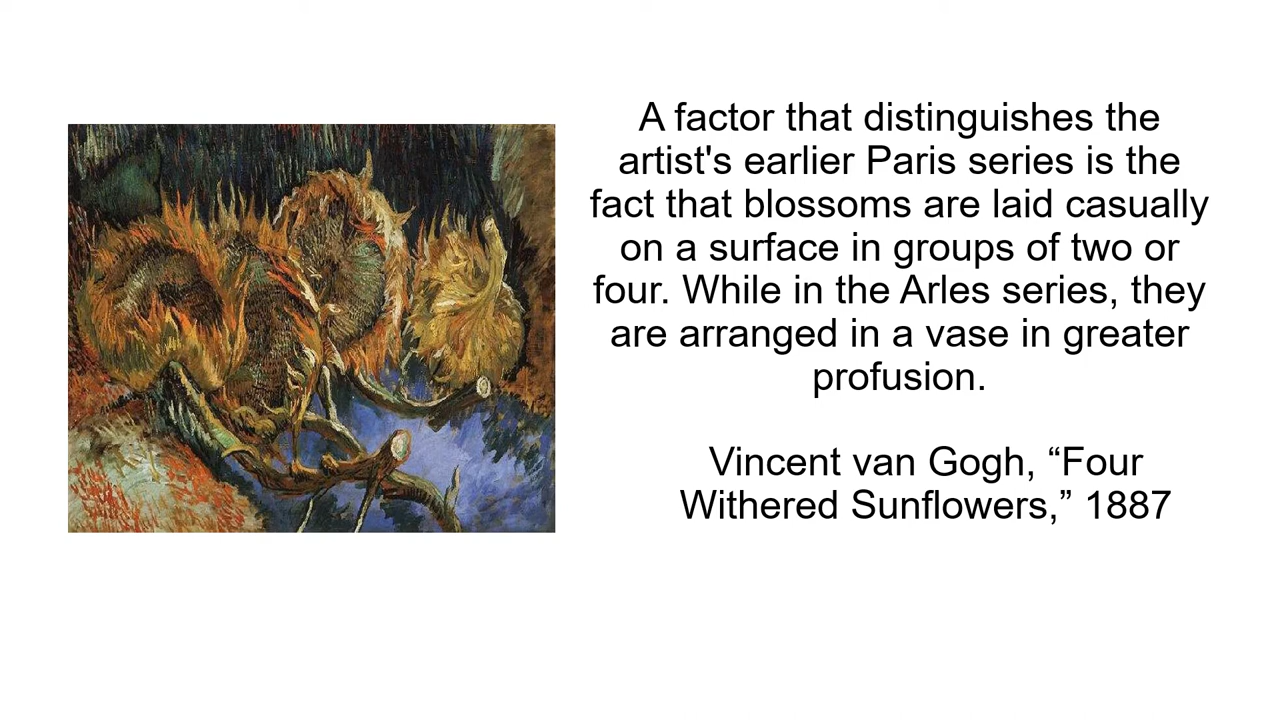 A factor that distinguishes the
artist's earlier Paris series is the
fact that blossoms are laid casually
on a surface in groups of two or
four. While in the Arles series, they
are arranged in a vase in greater
profusion.
Vincent van Gogh, “Four
Withered Sunflowers,” 1887